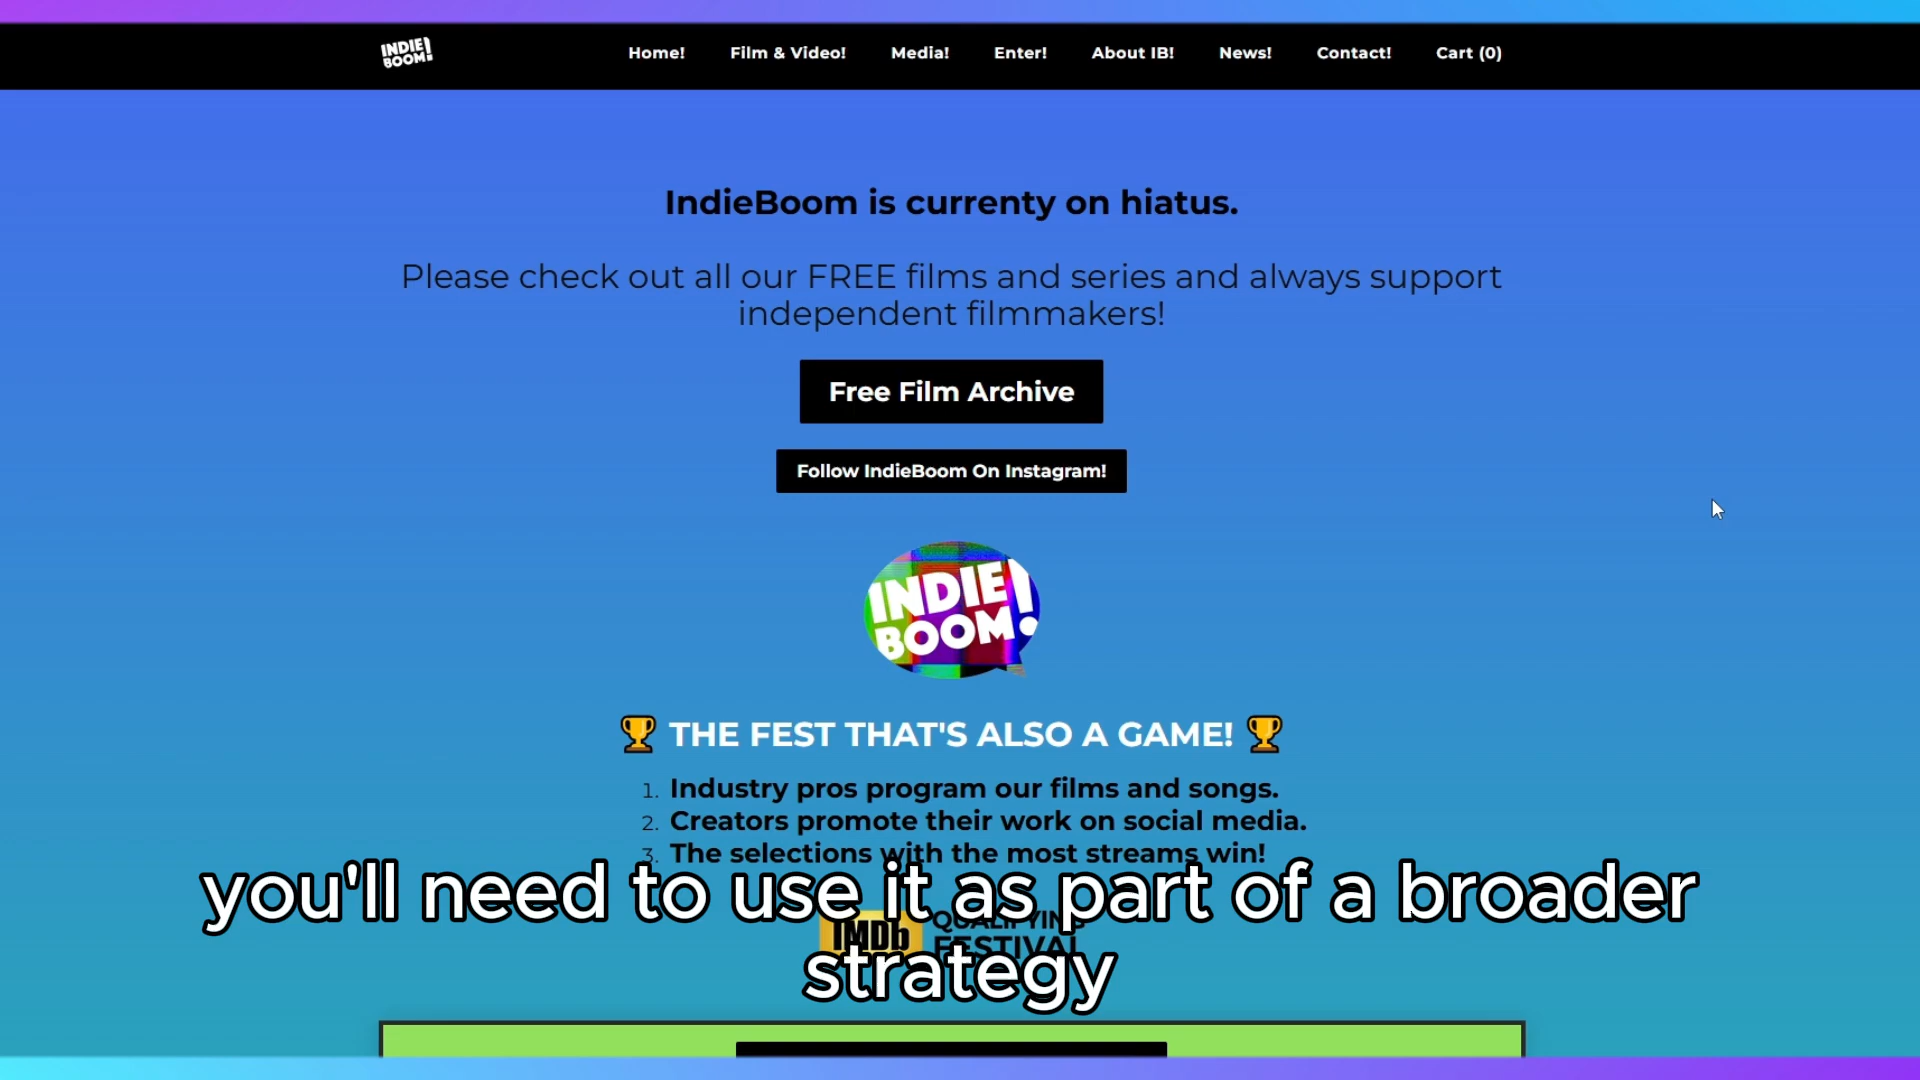 INDIE BOOM!
Home! Film & Video! Media! Enter! About IB! News! Contact! Cart (0)
IndieBoom is currenty on hiatus.
Please check out all our FREE films and series and always support
independent filmmakers!
Free Film Archive
Follow IndieBoom On Instagram!
INDIE
BOOM!
🏆 THE FEST THAT'S ALSO A GAME! 🏆
1. Industry pros program our films and songs.
2. Creators promote their work on social media.
3. The selections with the most streams win!
you'll need to use it as part of a broader
IMDb QUALIFYING
FESTIVAL
strategy